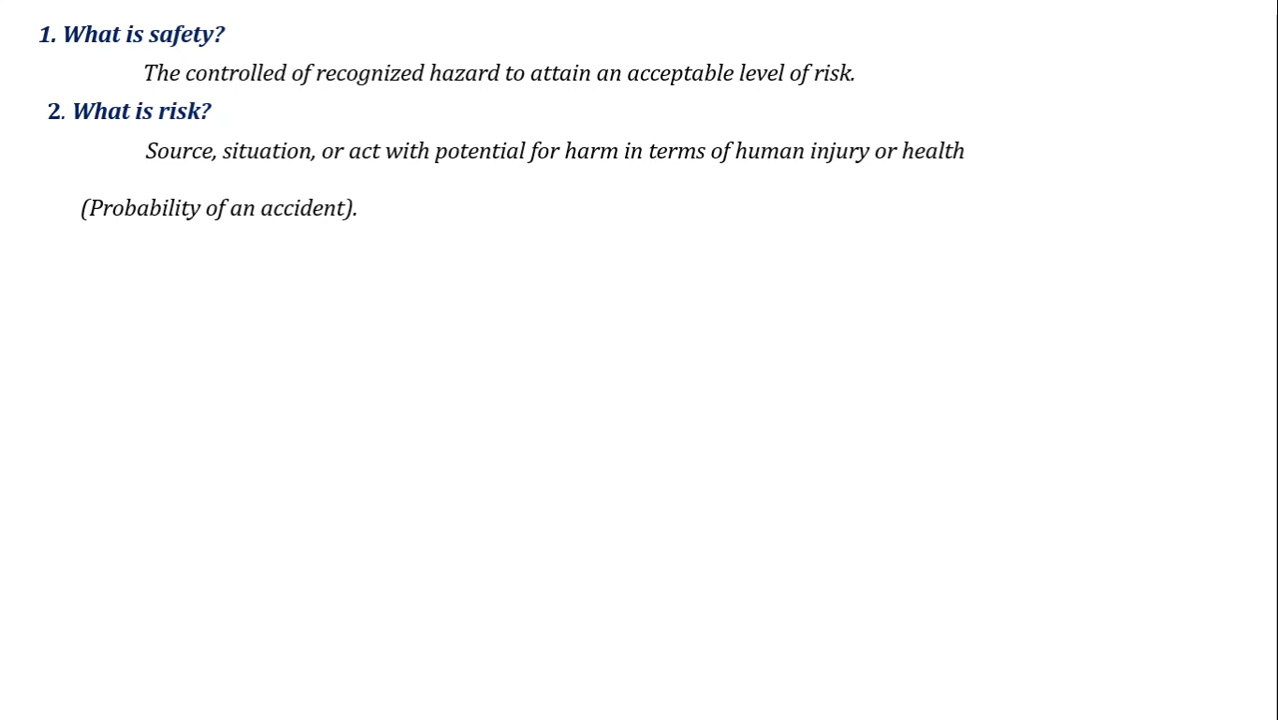 1. What is safety?
The controlled of recognized hazard to attain an acceptable level of risk.
2. What is risk?
Source, situation, or act with potential for harm in terms of human injury or health
(Probability of an accident).